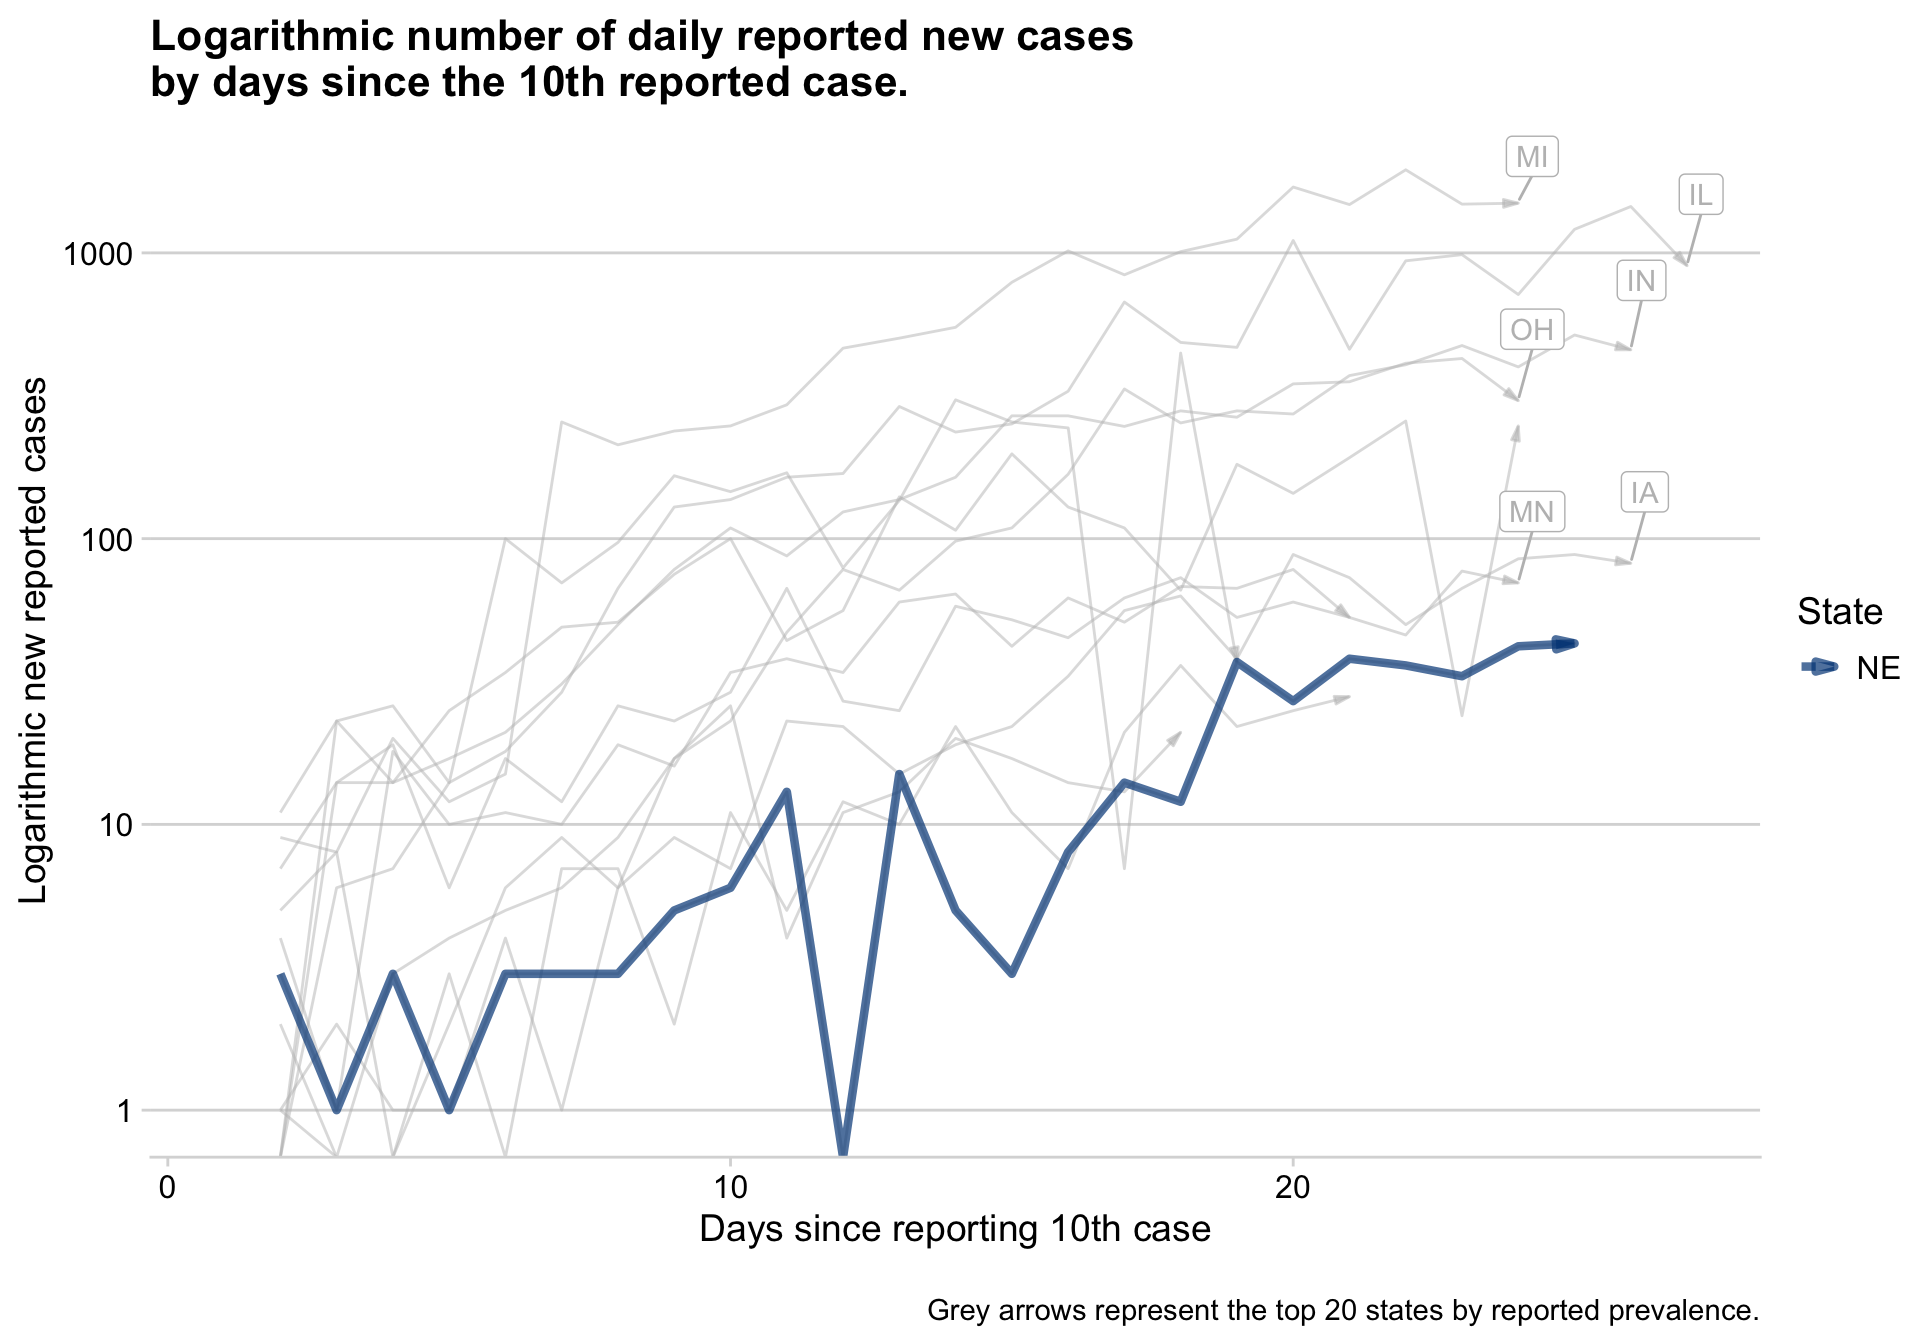 Logarithmic number of daily reported new cases
by days since the 10th reported case.
MI
IL
1000
IN
OH
Logarithmic new reported cases
IA
MN
100
State
NE
10
1
0
10
20
Days since reporting 10th case
Grey arrows represent the top 20 states by reported prevalence.